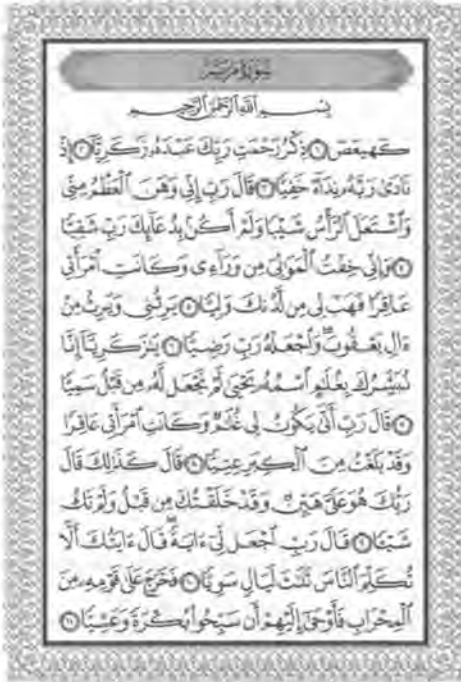 سُورَةُ مَرْيَمَ
بِسْمِ ٱللَّهِ ٱلرَّحْمَٰنِ ٱلرَّحِيمِ
كٓهيعٓصٓ ١ ذِكْرُ رَحْمَتِ رَبِّكَ عَبْدَهُۥ زَكَرِيَّآ ٢ إِذْ
نَادَىٰ رَبَّهُۥ نِدَآءً خَفِيًّا ٣ قَالَ رَبِّ إِنِّى وَهَنَ ٱلْعَظْمُ مِنِّى
وَٱشْتَعَلَ ٱلرَّأْسُ شَيْبًا وَلَمْ أَكُنۢ بِدُعَآئِكَ رَبِّ شَقِيًّا
٤ وَإِنِّى خِفْتُ ٱلْمَوَٰلِىَ مِن وَرَآءِى وَكَانَتِ ٱمْرَأَتِى
عَاقِرًا فَهَبْ لِى مِن لَّدُنكَ وَلِيًّا ٥ يَرِثُنِى وَيَرِثُ مِنْ
ءَالِ يَعْقُوبَ ۖ وَٱجْعَلْهُ رَبِّ رَضِيًّا ٦ يَٰزَكَرِيَّآ إِنَّا
نُبَشِّرُكَ بِغُلَٰمٍ ٱسْمُهُۥ يَحْيَىٰ لَمْ نَجْعَل لَّهُۥ مِن قَبْلُ سَمِيًّا
٧ قَالَ رَبِّ أَنَّىٰ يَكُونُ لِى غُلَٰمٌ وَكَانَتِ ٱمْرَأَتِى عَاقِرًا
وَقَدْ بَلَغْتُ مِنَ ٱلْكِبَرِ عِتِيًّا ٨ قَالَ كَذَٰلِكَ قَالَ
رَبُّكَ هُوَ عَلَىَّ هَيِّنٌ وَقَدْ خَلَقْتُكَ مِن قَبْلُ وَلَمْ تَكُ
شَيْـًٔا ٩ قَالَ رَبِّ ٱجْعَل لِّىٓ ءَايَةً ۚ قَالَ ءَايَتُكَ أَلَّا
تُكَلِّمَ ٱلنَّاسَ ثَلَٰثَ لَيَالٍ سَوِيًّا ١٠ فَخَرَجَ عَلَىٰ قَوْمِهِۦ مِنَ
ٱلْمِحْرَابِ فَأَوْحَىٰٓ إِلَيْهِمْ أَن سَبِّحُوا۟ بُكْرَةً وَعَشِيًّا ١١